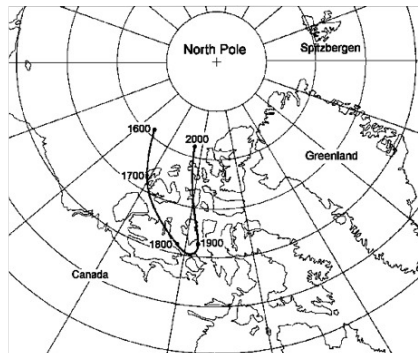 North Pole
Spitzbergen
1600
2000
Greenland
1700
1800
1900
Canada